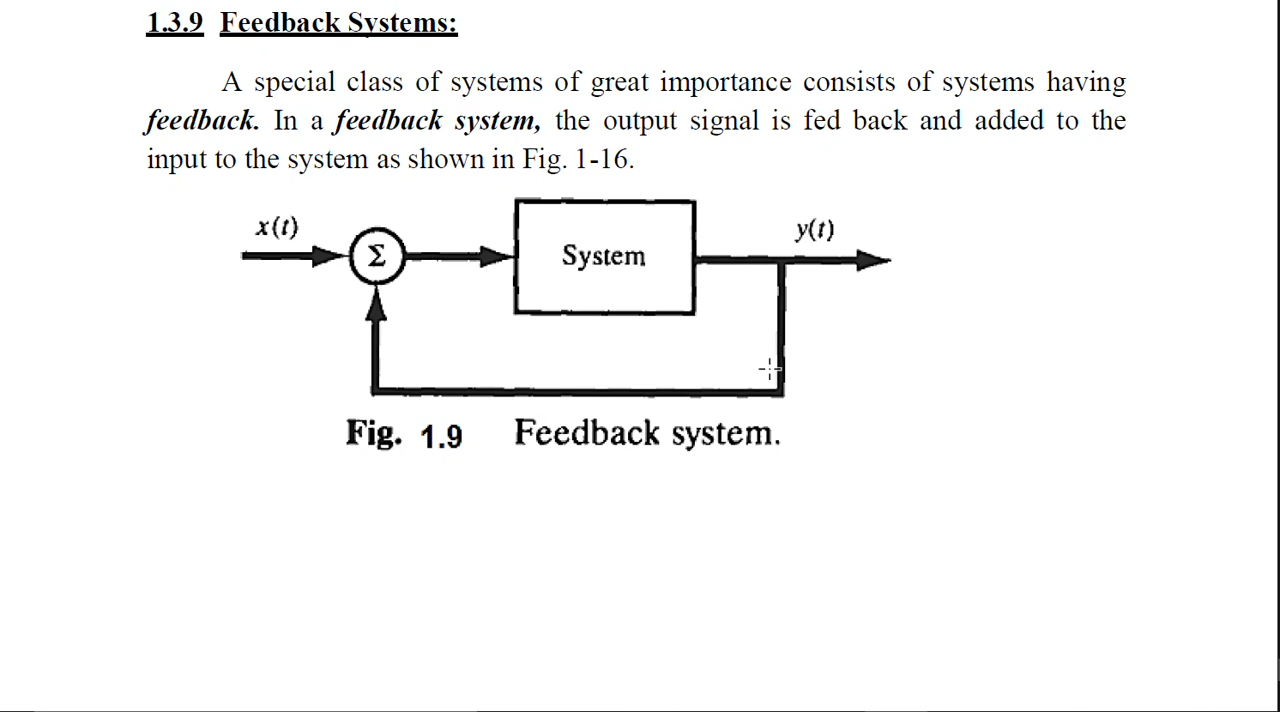 1.3.9 Feedback Systems:
A special class of systems of great importance consists of systems having
feedback. In a feedback system, the output signal is fed back and added to the
input to the system as shown in Fig. 1-16.
x(t)
Σ
System
y(t)
Fig. 1.9 Feedback system.